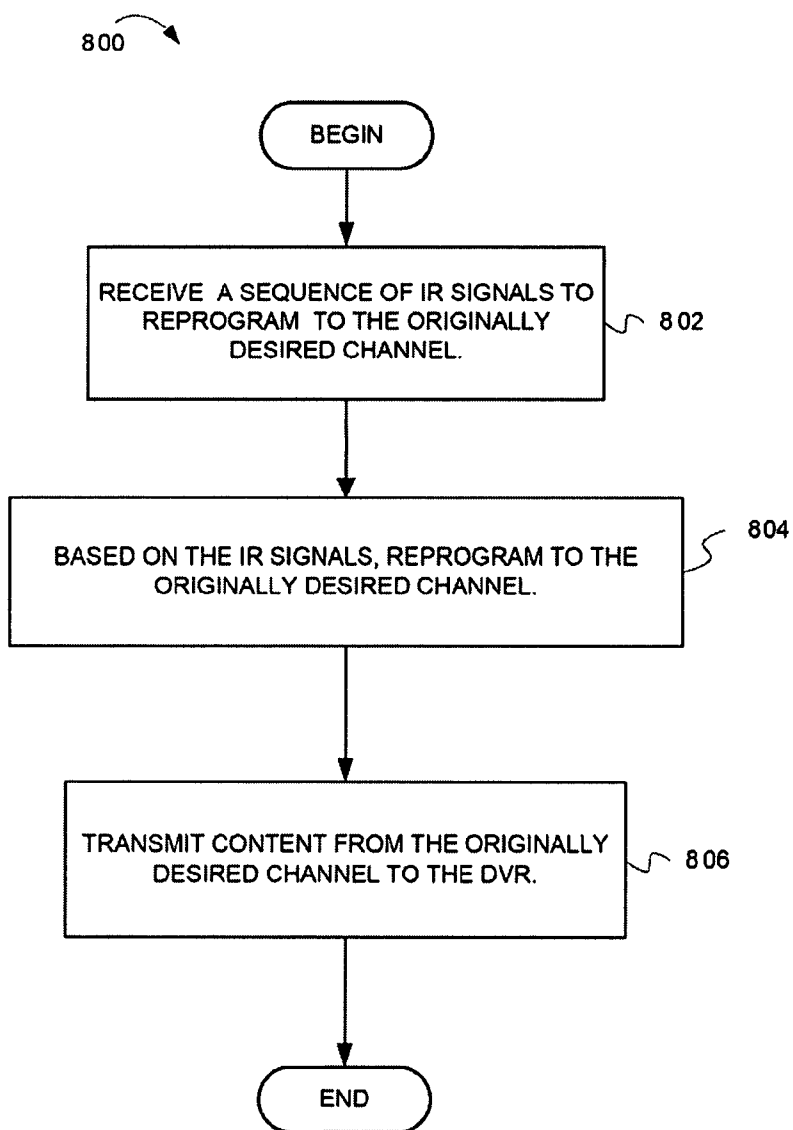 800
BEGIN
RECEIVE A SEQUENCE OF IR SIGNALS TO
REPROGRAM TO THE ORIGINALLY
DESIRED CHANNEL.
802
BASED ON THE IR SIGNALS, REPROGRAM TO THE
ORIGINALLY DESIRED CHANNEL.
804
TRANSMIT CONTENT FROM THE ORIGINALLY
DESIRED CHANNEL TO THE DVR.
806
END